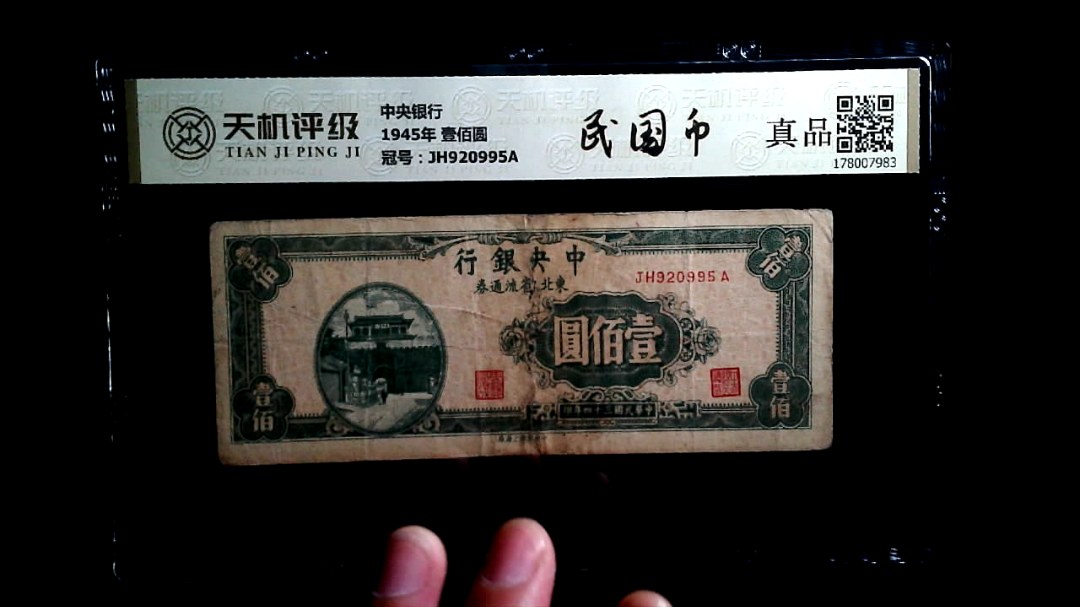 天机评级
TIAN JI PING JI
中央银行
1945年 壹佰圆
冠号：JH920995A
民国币
真品
178007983
壹佰
壹佰
行銀央中
JH920995A
券通流省九北東
圓佰壹
壹佰
壹佰